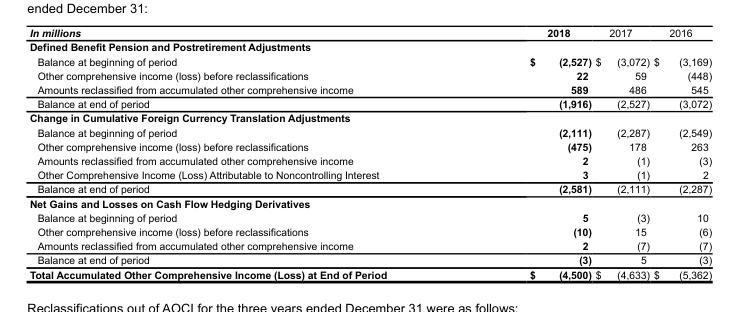 ended December 31:
In millions 2018 2017 2016
Defined Benefit Pension and Postretirement Adjustments
Balance at beginning of period $ (2,527) $ (3,072) $ (3,169)
Other comprehensive income (loss) before reclassifications 22 59 (448)
Amounts reclassified from accumulated other comprehensive income 589 486 545
Balance at end of period (1,916) (2,527) (3,072)
Change in Cumulative Foreign Currency Translation Adjustments
Balance at beginning of period (2,111) (2,287) (2,549)
Other comprehensive income (loss) before reclassifications (475) 178 263
Amounts reclassified from accumulated other comprehensive income 2 (1) (3)
Other Comprehensive Income (Loss) Attributable to Noncontrolling Interest 3 (1) 2
Balance at end of period (2,581) (2,111) (2,287)
Net Gains and Losses on Cash Flow Hedging Derivatives
Balance at beginning of period 5 (3) 10
Other comprehensive income (loss) before reclassifications (10) 15 (6)
Amounts reclassified from accumulated other comprehensive income 2 (7) (7)
Balance at end of period (3) 5 (3)
Total Accumulated Other Comprehensive Income (Loss) at End of Period $ (4,500) $ (4,633) $ (5,362)
Reclassifications out of AOCI for the three years ended December 31 were as follows: